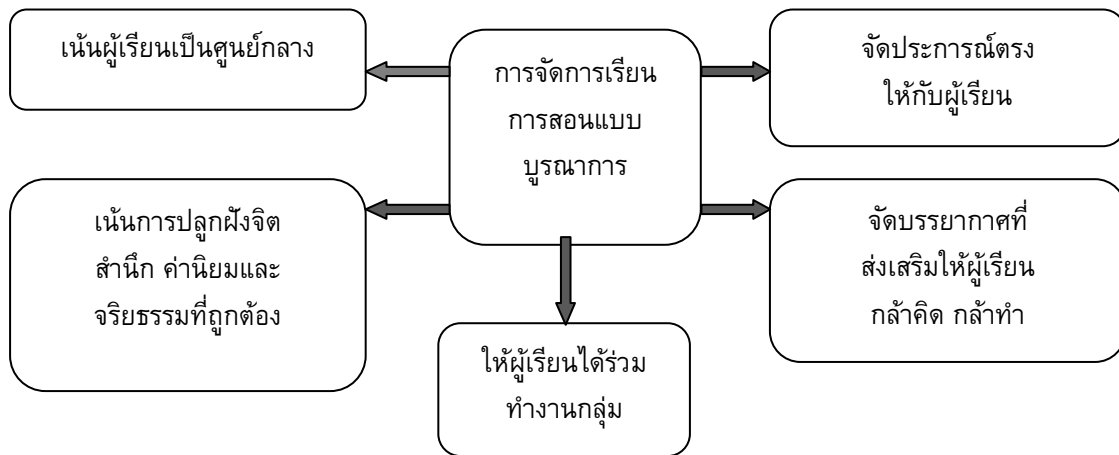 เน้นผู้เรียนเป็นศูนย์กลาง
การจัดการเรียน
การสอนแบบ
บูรณาการ
จัดประการณ์ตรง
ให้กับผู้เรียน
เน้นการปลูกฝังจิต
สำนึก ค่านิยมและ
จริยธรรมที่ถูกต้อง
จัดบรรยากาศที่
ส่งเสริมให้ผู้เรียน
กล้าคิด กล้าทำ
ให้ผู้เรียนได้ร่วม
ทำงานกลุ่ม